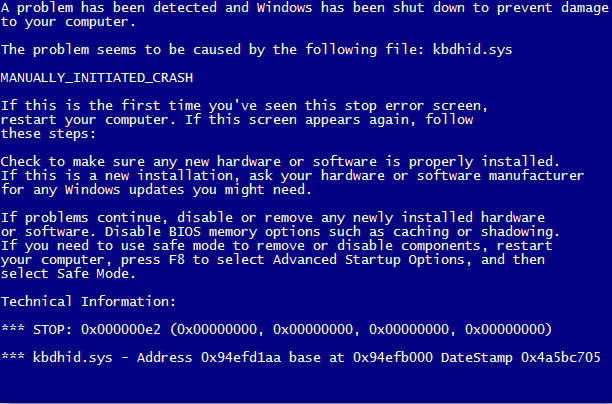 A problem has been detected and Windows has been shut down to prevent damage
to your computer.
The problem seems to be caused by the following file: kbdhid.sys
MANUALLY_INITIATED_CRASH
If this is the first time you've seen this stop error screen,
restart your computer. If this screen appears again, follow
these steps:
Check to make sure any new hardware or software is properly installed.
If this is a new installation, ask your hardware or software manufacturer
for any Windows updates you might need.
If problems continue, disable or remove any newly installed hardware
or software. Disable BIOS memory options such as caching or shadowing.
If you need to use safe mode to remove or disable components, restart
your computer, press F8 to select Advanced Startup Options, and then
select Safe Mode.
Technical Information:
*** STOP: 0x000000e2 (0x00000000, 0x00000000, 0x00000000, 0x00000000)
*** kbdhid.sys - Address 0x94efd1aa base at 0x94efb000 DateStamp 0x4a5bc705